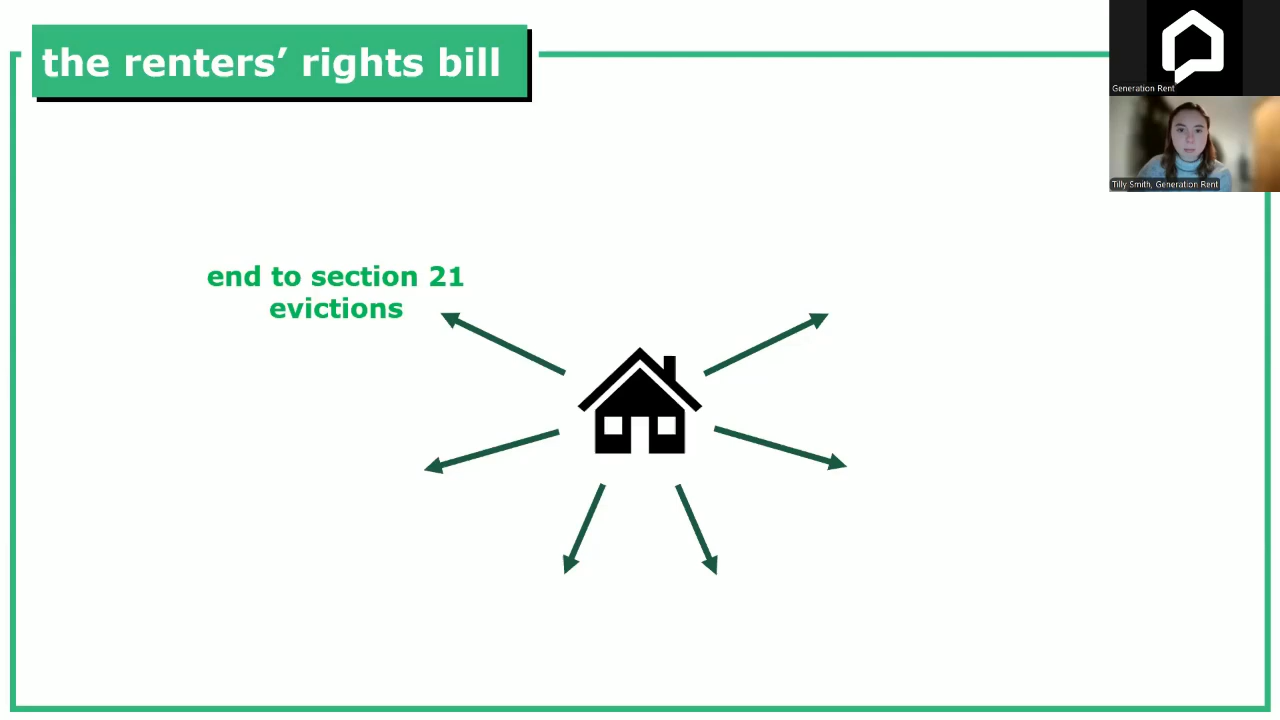 the renters’ rights bill
Generation Rent
Tilly Smith, Generation Rent
end to section 21
evictions